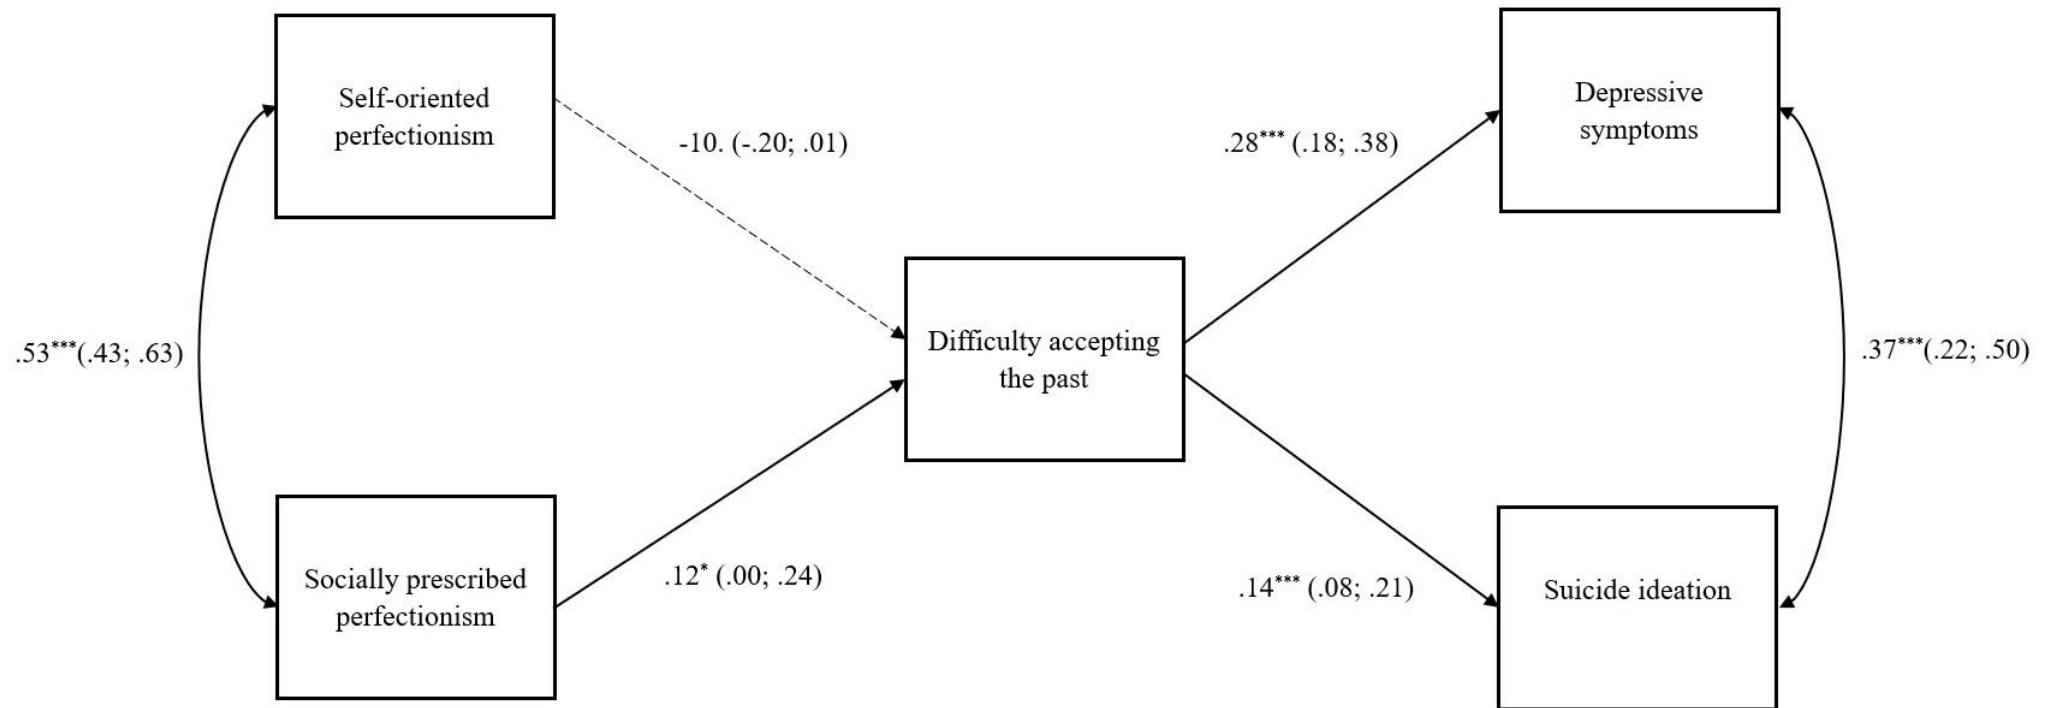 Self-oriented
perfectionism
-10. (-.20; .01)
.28*** (.18; .38)
Depressive
symptoms
.53***(.43; .63)
Difficulty accepting
the past
.37***(.22; .50)
Socially prescribed
perfectionism
.12* (.00; .24)
.14*** (.08; .21)
Suicide ideation